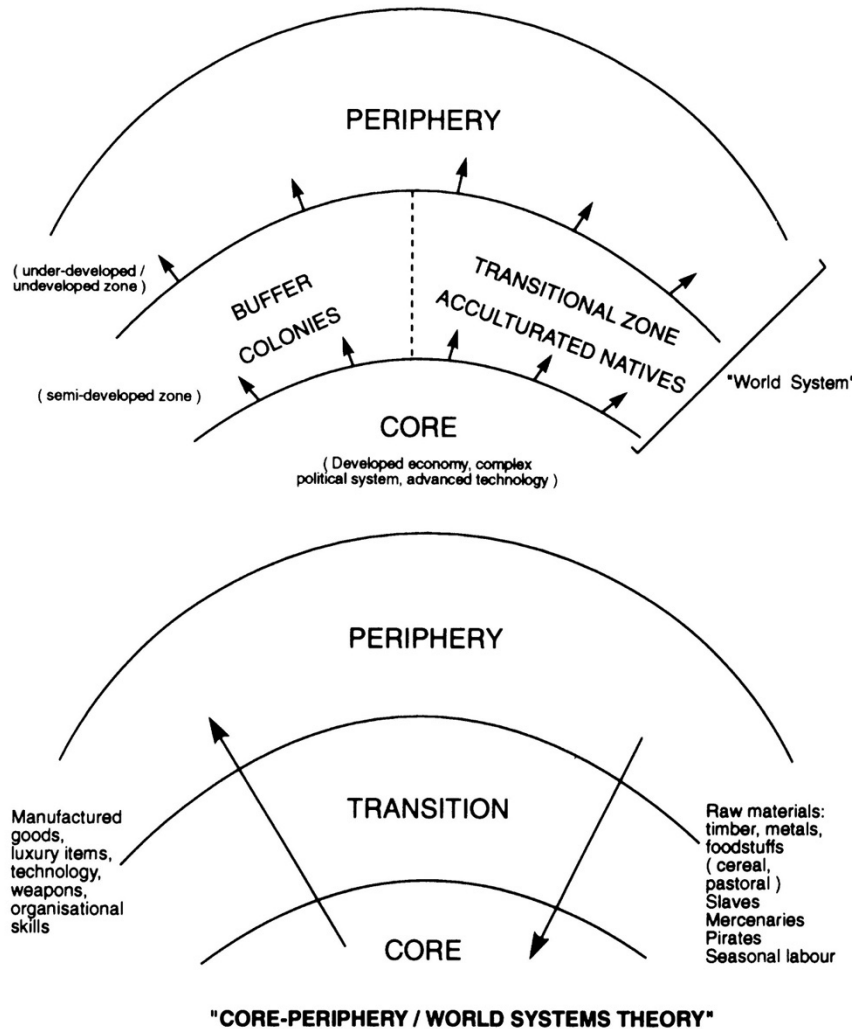 PERIPHERY
( under-developed /
undeveloped zone )
BUFFER
COLONIES
TRANSITIONAL ZONE
ACCULTURATED NATIVES
"World System"
( semi-developed zone )
CORE
( Developed economy, complex
political system, advanced technology )
PERIPHERY
TRANSITION
Manufactured
goods,
luxury items,
technology,
weapons,
organisational
skills
Raw materials:
timber, metals,
foodstuffs
( cereal,
pastoral )
Slaves
Mercenaries
Pirates
Seasonal labour
CORE
"CORE-PERIPHERY / WORLD SYSTEMS THEORY"